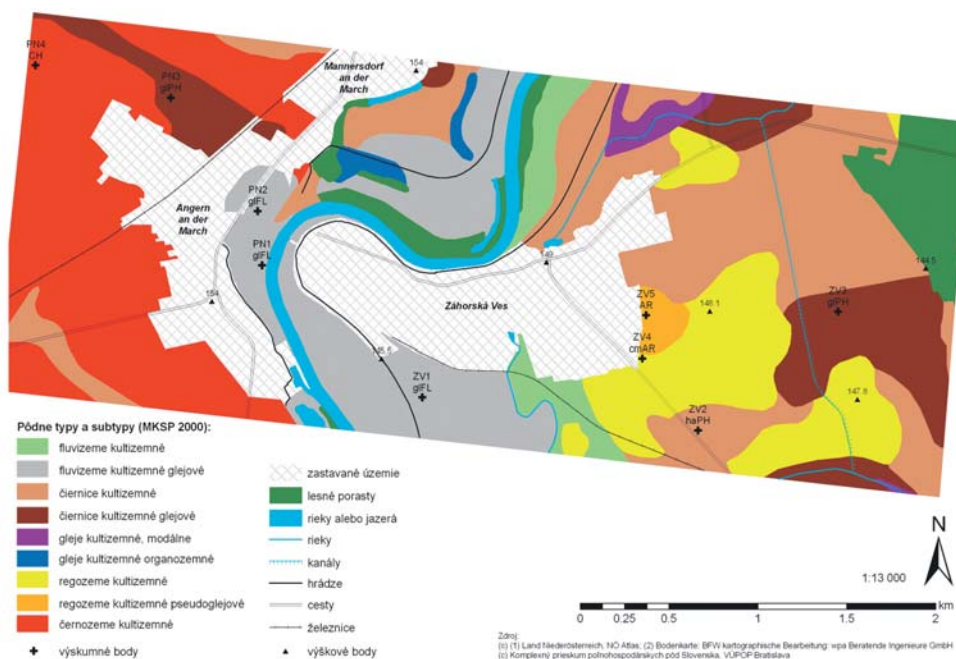 PN4
CH
PN3
glPH
Mannersdorf
an der
March
154
PN2
glFL
Angern
an der
March
PN1
glFL
154
149
Záhorská Ves
ZV5
AR
148.1
ZV4
cmAR
144.5
ZV3
glPH
ZV1
glFL
ZV2
haPH
147.8
Pôdne typy a subtypy (MKSP 2000):
fluvizeme kultizemné
fluvizeme kultizemné glejové
čiernice kultizemné
čiernice kultizemné glejové
gleje kultizemné, modálne
gleje kultizemné organozemné
regozeme kultizemné
regozeme kultizemné pseudoglejové
černozeme kultizemné
výskumné body
zastavané územie
lesné porasty
rieky alebo jazerá
rieky
kanály
hrádze
cesty
železnice
výškové body
N
1:13 000
km
0 0.25 0.5 1 1.5 2
Zdroj:
(c) (1) Land Niederösterreich, NÖ Atlas; (2) Bodenkarte: BFW kartographische Bearbeitung: wpa Beratende Ingenieure GmbH
(c) Komplexný prieskum poľnohospodárskych pôd Slovenska, VÚPOP Bratislava